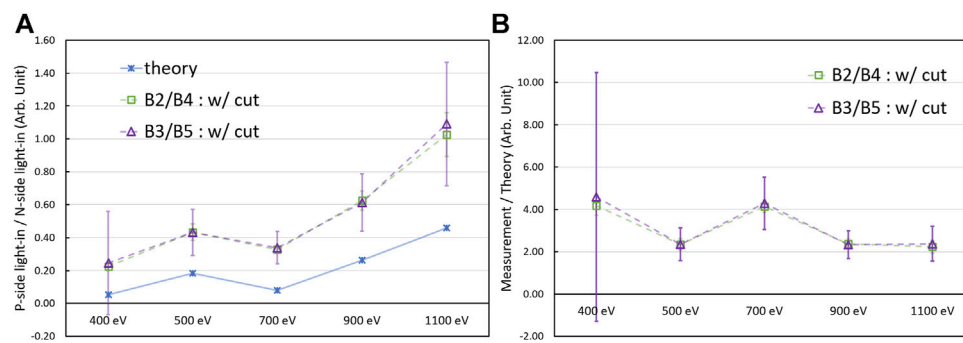 A
P-side light-in / N-side light-in (Arb. Unit)
1.60
1.40
1.20
1.00
0.80
0.60
0.40
0.20
0.00
-0.20
theory
B2/B4 : w/ cut
B3/B5 : w/ cut
400 eV 500 eV 700 eV 900 eV 1100 eV
B
Measurement / Theory (Arb. Unit)
12.00
10.00
8.00
6.00
4.00
2.00
0.00
-2.00
B2/B4 : w/ cut
B3/B5 : w/ cut
400 eV 500 eV 700 eV 900 eV 1100 eV